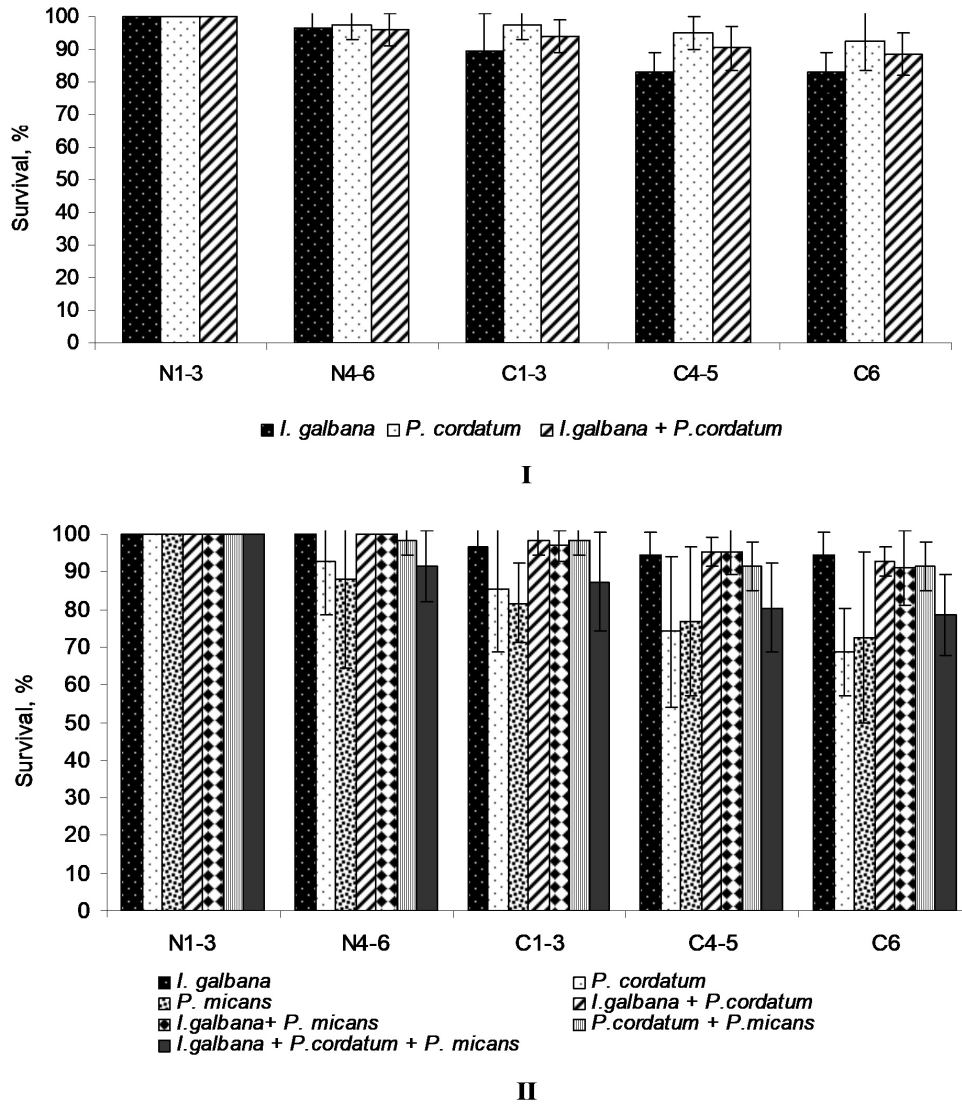 100
90
80
70
60
50
40
30
20
10
0
Survival, %
N1-3 N4-6 C1-3 C4-5 C6
I. galbana P. cordatum I.galbana + P.cordatum
I
100
90
80
70
60
50
40
30
20
10
0
Survival, %
N1-3 N4-6 C1-3 C4-5 C6
I. galbana P. cordatum
P. micans I.galbana + P.cordatum
I.galbana+ P. micans P.cordatum + P.micans
I.galbana + P.cordatum + P. micans
II